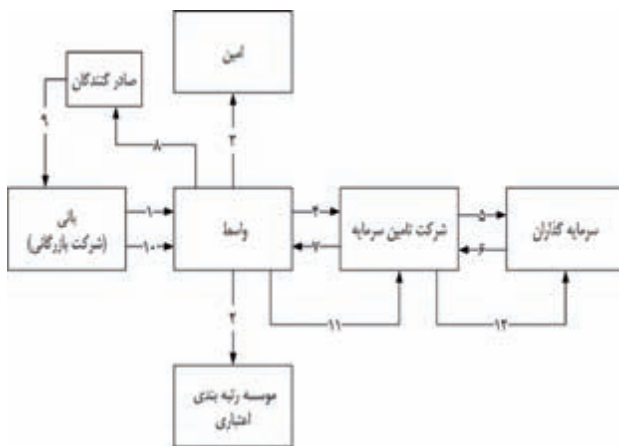 امین
صادر کنندگان
۹
۸
۳
بانی
(شرکت بازرگانی)
۱
۱۰
واسط
۴
۷
شرکت تامین سرمایه
۵
۶
سرمایه گذاران
۲
۱۱
۱۲
موسسه رتبه بندی
اعتباری